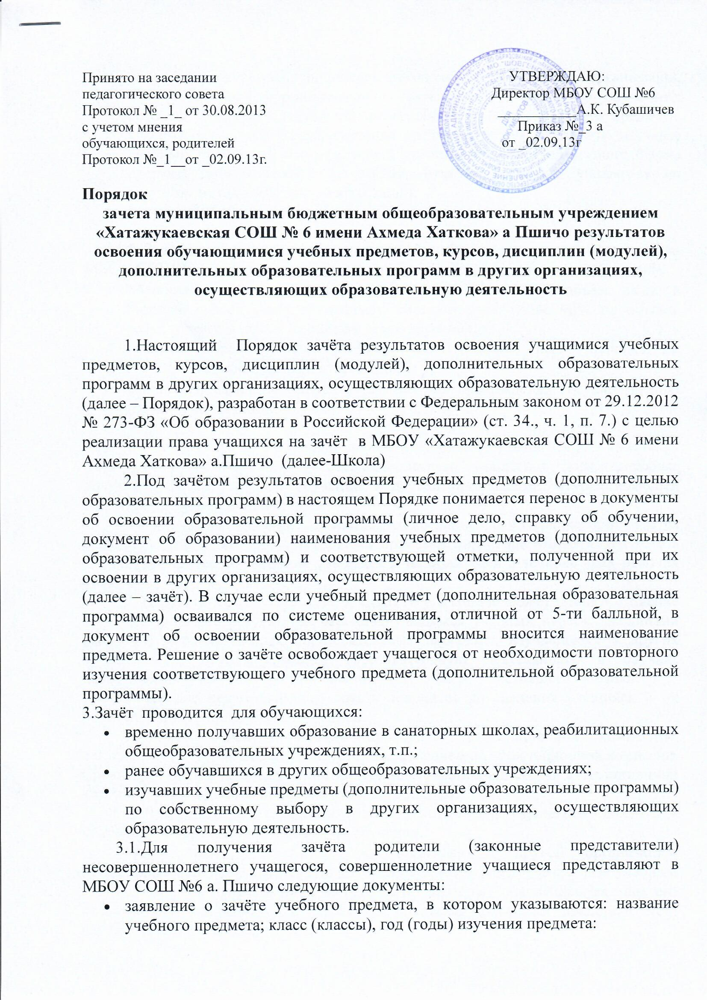 Принято на заседании
педагогического совета
Протокол № _1_ от 30.08.2013
с учетом мнения
обучающихся, родителей
Протокол №_1__от _02.09.13г.
УТВЕРЖДАЮ:
Директор МБОУ СОШ №6
___________А.К. Кубашичев
Приказ №_3 а
от _02.09.13г
ДЛЯ
ДОКУМЕНТОВ
Порядок
зачета муниципальным бюджетным общеобразовательным учреждением
«Хатажукаевская СОШ № 6 имени Ахмеда Хаткова» а Пшичо результатов
освоения обучающимися учебных предметов, курсов, дисциплин (модулей),
дополнительных образовательных программ в других организациях,
осуществляющих образовательную деятельность
1.Настоящий Порядок зачёта результатов освоения учащимися учебных
предметов, курсов, дисциплин (модулей), дополнительных образовательных
программ в других организациях, осуществляющих образовательную деятельность
(далее – Порядок), разработан в соответствии с Федеральным законом от 29.12.2012
№ 273-ФЗ «Об образовании в Российской Федерации» (ст. 34., ч. 1, п. 7.) с целью
реализации права учащихся на зачёт в МБОУ «Хатажукаевская СОШ № 6 имени
Ахмеда Хаткова» а.Пшичо (далее-Школа)
2.Под зачётом результатов освоения учебных предметов (дополнительных
образовательных программ) в настоящем Порядке понимается перенос в документы
об освоении образовательной программы (личное дело, справку об обучении,
документ об образовании) наименования учебных предметов (дополнительных
образовательных программ) и соответствующей отметки, полученной при их
освоении в других организациях, осуществляющих образовательную деятельность
(далее – зачёт). В случае если учебный предмет (дополнительная образовательная
программа) осваивался по системе оценивания, отличной от 5-ти балльной, в
документ об освоении образовательной программы вносится наименование
предмета. Решение о зачёте освобождает учащегося от необходимости повторного
изучения соответствующего учебного предмета (дополнительной образовательной
программы).
3.Зачёт проводится для обучающихся:
• временно получавших образование в санаторных школах, реабилитационных
общеобразовательных учреждениях, т.п.;
• ранее обучавшихся в других общеобразовательных учреждениях;
• изучавших учебные предметы (дополнительные образовательные программы)
по собственному выбору в других организациях, осуществляющих
образовательную деятельность.
3.1.Для получения зачёта родители (законные представители)
несовершеннолетнего учащегося, совершеннолетние учащиеся представляют в
МБОУ СОШ №6 а. Пшичо следующие документы:
• заявление о зачёте учебного предмета, в котором указываются: название
учебного предмета; класс (классы), год (годы) изучения предмета: